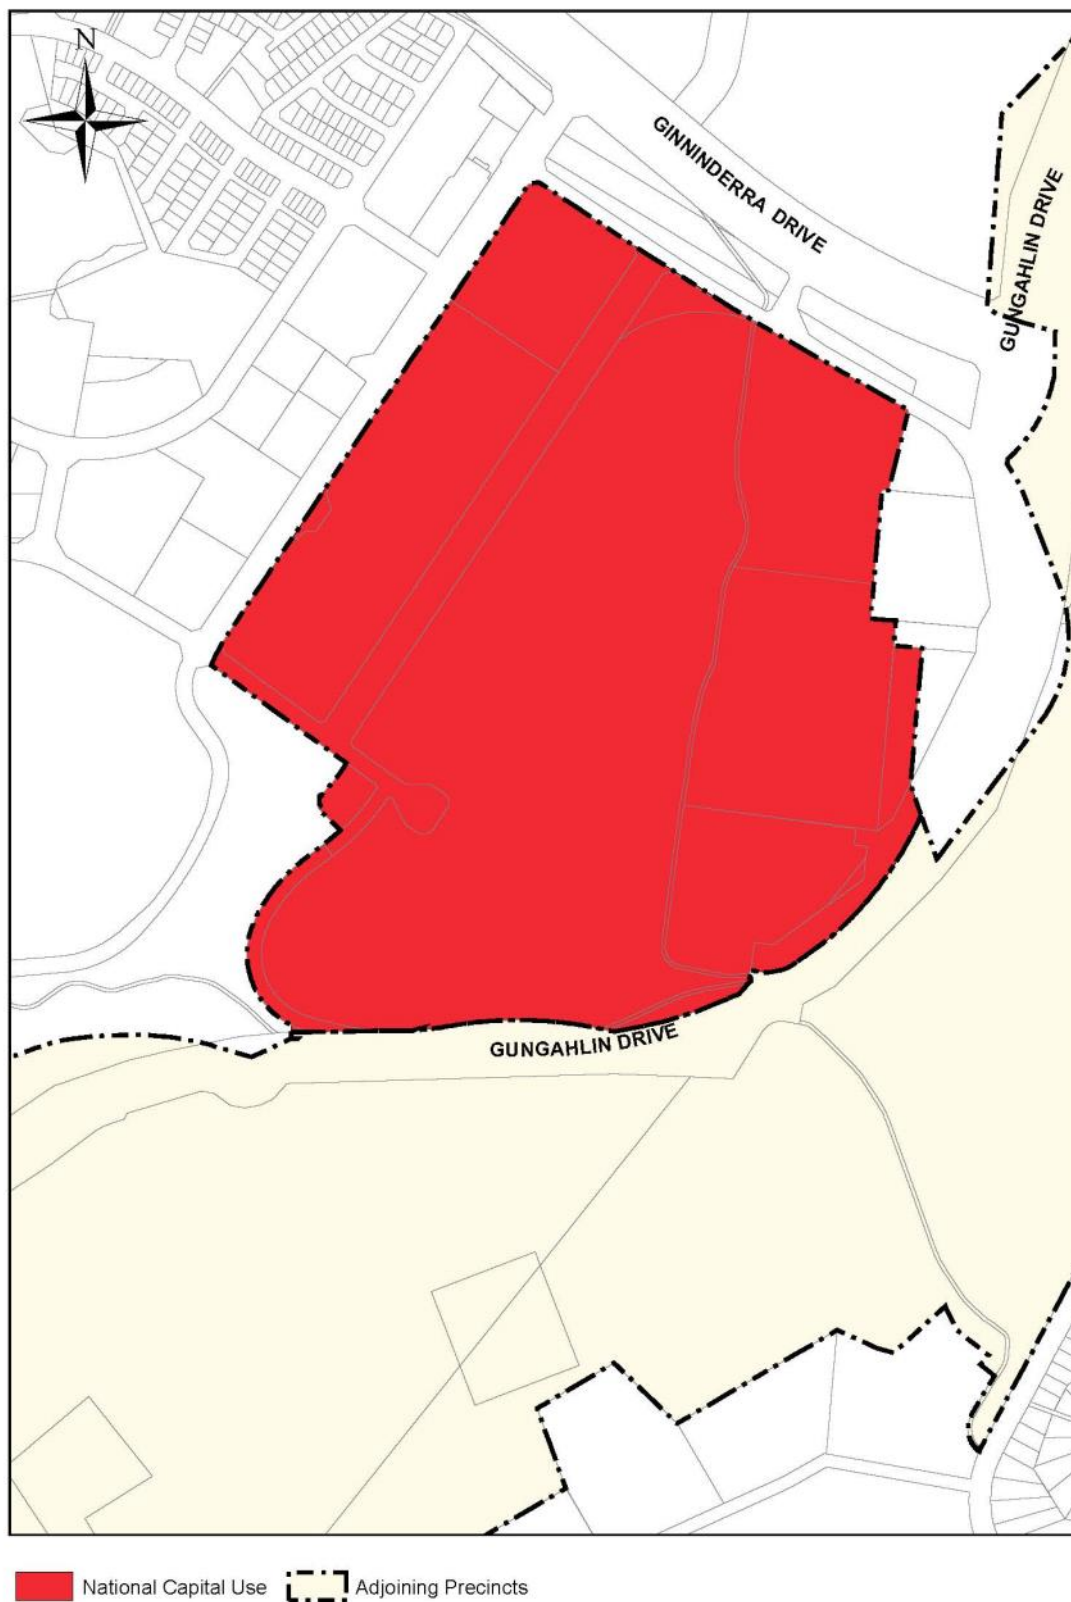 N
GINNINDERRA DRIVE
GUNGAHLIN DRIVE
GUNGAHLIN DRIVE
National Capital Use
Adjoining Precincts